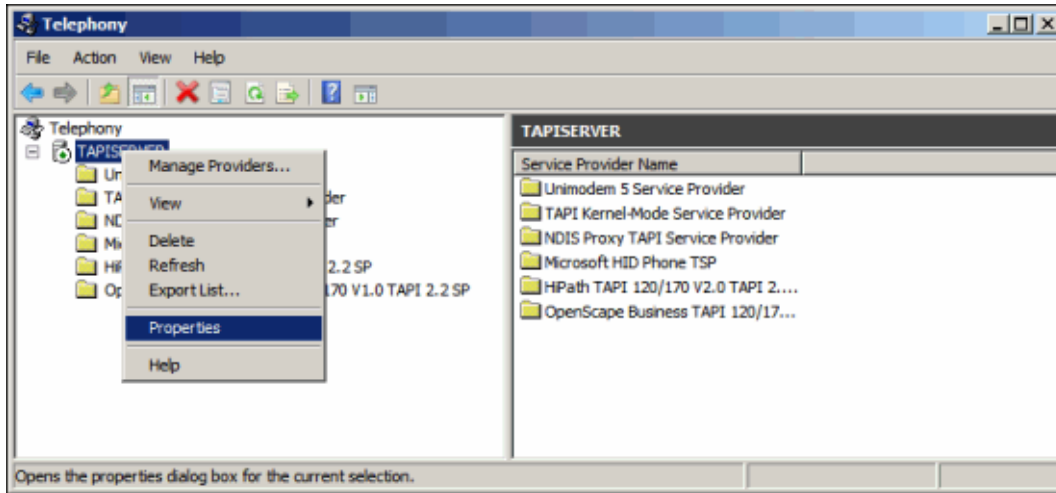 Telephony
File Action View Help
Telephony
TAPISERVER
Manage Providers...
View
Delete
Refresh
Export List...
Properties
Help
der
er
2.2 SP
170 V1.0 TAPI 2.2 SP
TAPISERVER
Service Provider Name
Unimodem 5 Service Provider
TAPI Kernel-Mode Service Provider
NDIS Proxy TAPI Service Provider
Microsoft HID Phone TSP
HiPath TAPI 120/170 V2.0 TAPI 2....
OpenScape Business TAPI 120/17...
Opens the properties dialog box for the current selection.